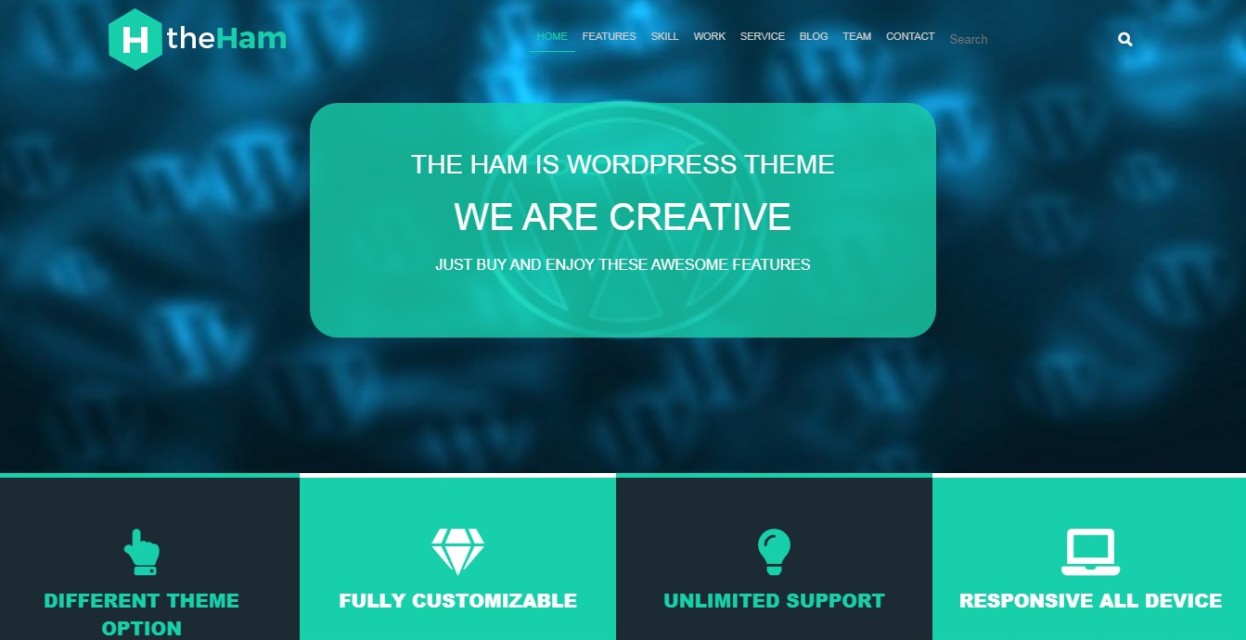 H theHam
HOME FEATURES SKILL WORK SERVICE BLOG TEAM CONTACT Search
THE HAM IS WORDPRESS THEME
WE ARE CREATIVE
JUST BUY AND ENJOY THESE AWESOME FEATURES
DIFFERENT THEME
OPTION
FULLY CUSTOMIZABLE
UNLIMITED SUPPORT
RESPONSIVE ALL DEVICE